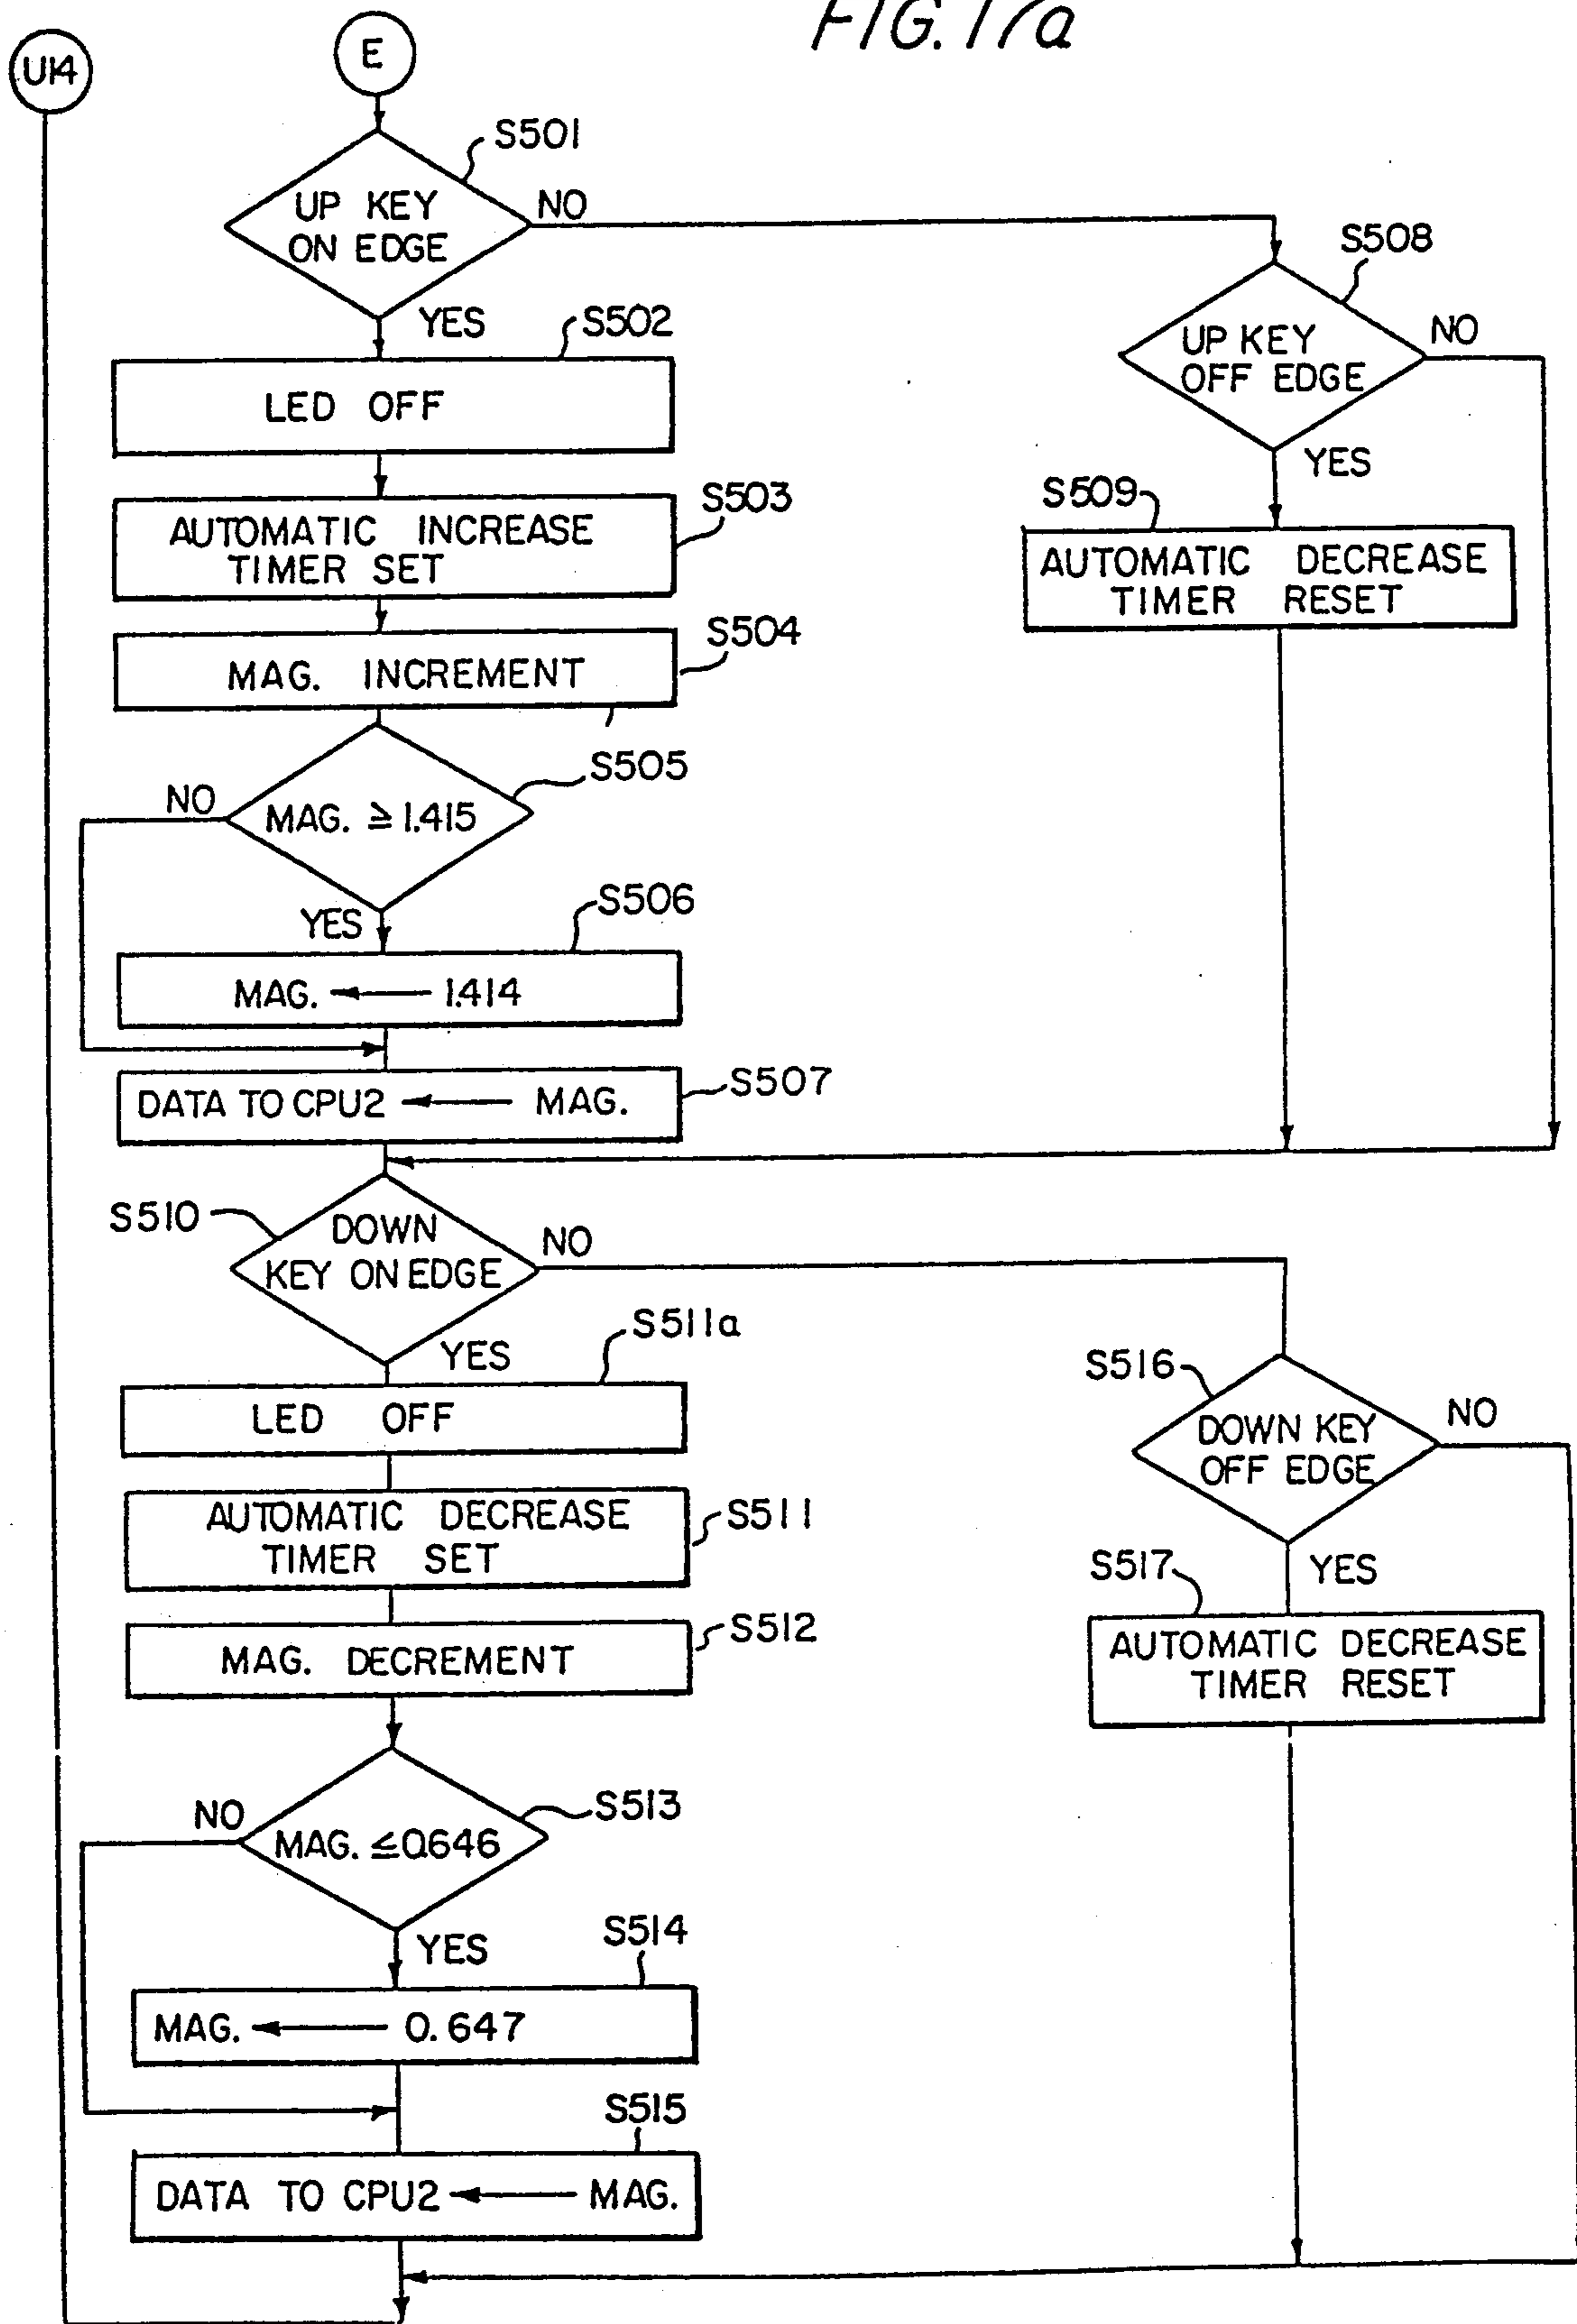 FIG. 17a
U14
E
S501
UP KEY
ON EDGE
NO
YES
S508
UP KEY
OFF EDGE
NO
YES
S502
LED OFF
S503
AUTOMATIC INCREASE
TIMER SET
S509
AUTOMATIC DECREASE
TIMER RESET
S504
MAG. INCREMENT
S505
NO
MAG. ≧ 1.415
YES
S506
MAG. ← 1.414
S507
DATA TO CPU2 ← MAG.
S510
DOWN
KEY ON EDGE
NO
YES
S511a
LED OFF
S516
DOWN KEY
OFF EDGE
NO
YES
S511
AUTOMATIC DECREASE
TIMER SET
S517
AUTOMATIC DECREASE
TIMER RESET
S512
MAG. DECREMENT
S513
NO
MAG. ≤ 0.646
YES
S514
MAG. ← 0.647
S515
DATA TO CPU2 ← MAG.